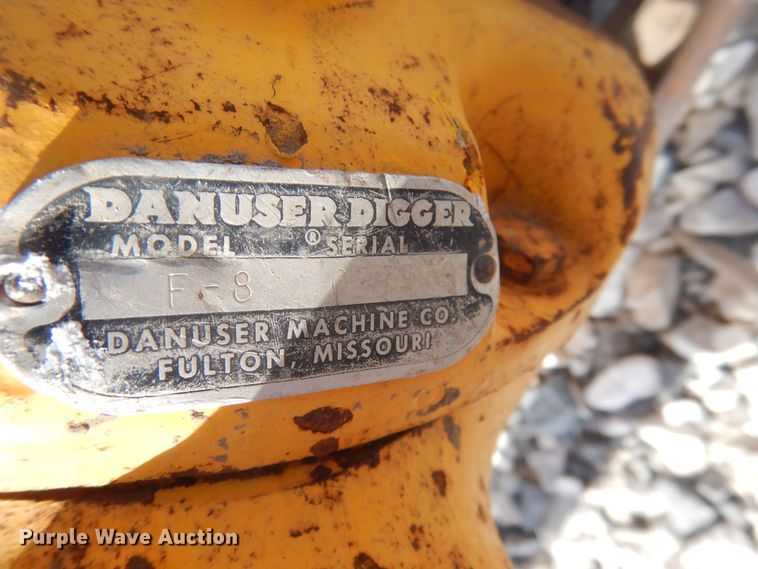 DANUSER DIGGER
MODEL ® SERIAL
F-8
DANUSER MACHINE CO.
FULTON, MISSOURI
Purple Wave Auction